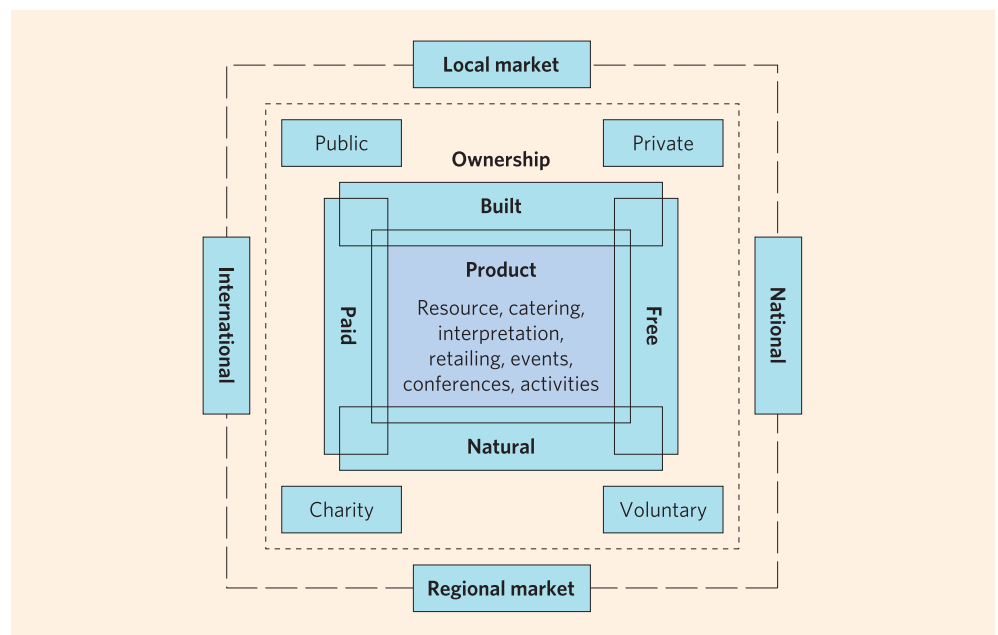 Local market
Public
Private
Ownership
Built
International
Paid
Product
Resource, catering,
interpretation,
retailing, events,
conferences, activities
Free
National
Natural
Charity
Voluntary
Regional market